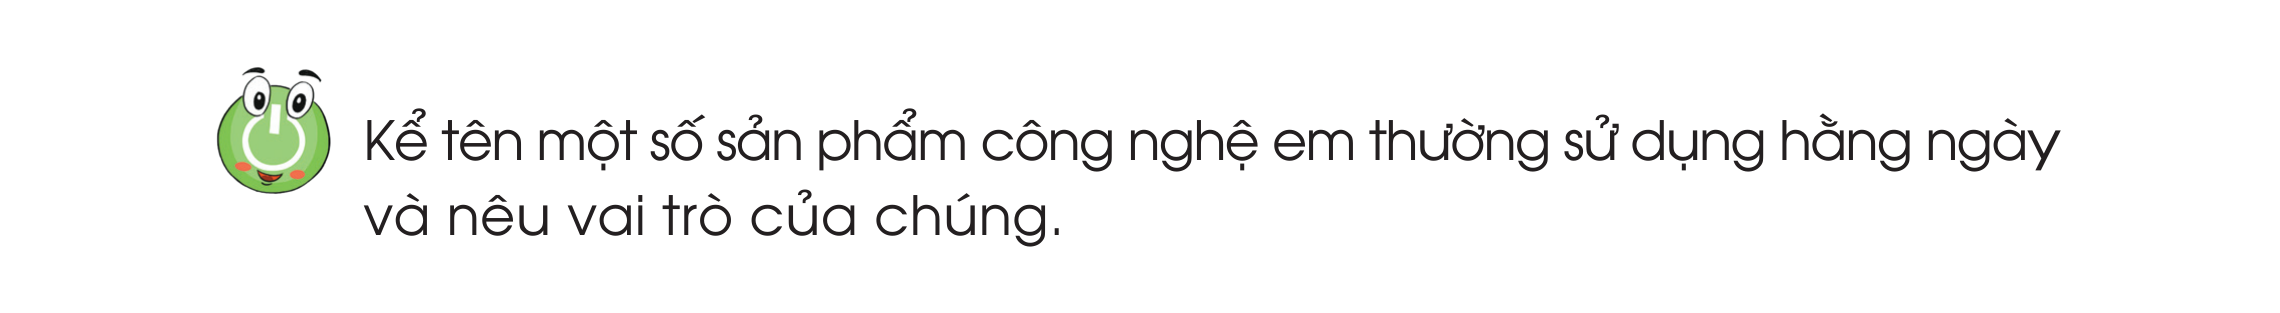 Kể tên một số sản phẩm công nghệ em thường sử dụng hằng ngày
và nêu vai trò của chúng.